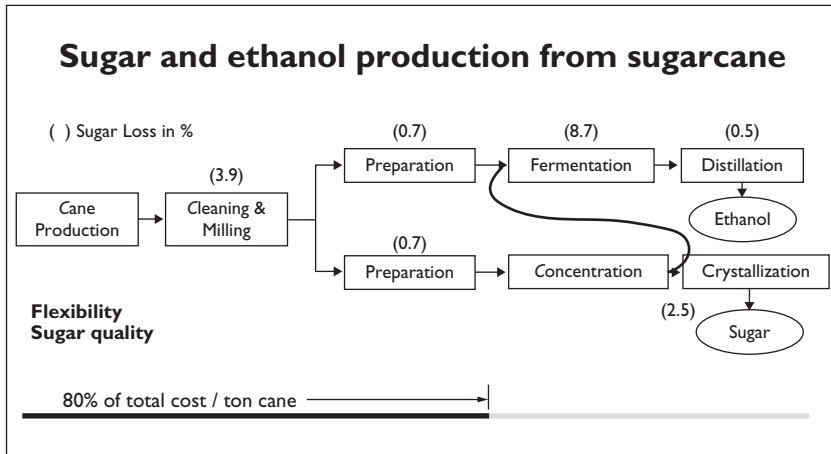 Sugar and ethanol production from sugarcane
( ) Sugar Loss in %
(0.7)
(8.7)
(0.5)
(3.9)
Preparation
Fermentation
Distillation
Cane
Production
Cleaning &
Milling
Ethanol
(0.7)
Preparation
Concentration
Crystallization
(2.5)
Flexibility
Sugar quality
Sugar
80% of total cost / ton cane